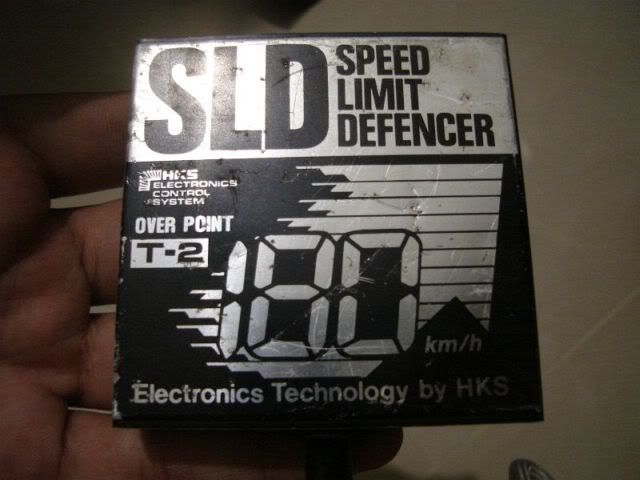 SLD
SPEED
LIMIT
DEFENCER
HKS
ELECTRONICS
CONTROL
SYSTEM
OVER POINT
T-2
180
km/h
Electronics Technology by HKS